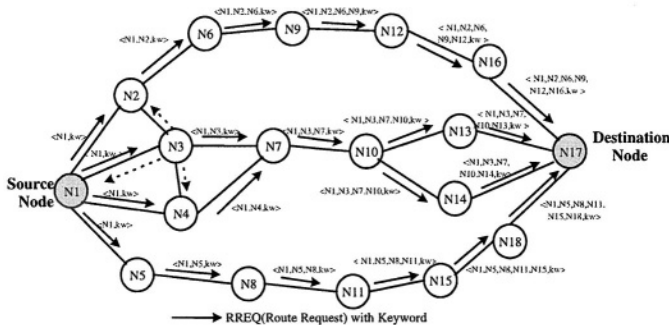 <N1,N2,N6,kw>
<N1,N2,N6,N9,kw>
<N1,N2,N6,
N9,N12,kw>
<N1,N2,kw>
N6
N9
N12
N16
<N1,N2,N6,N9,
N12,N16,kw>
N2
<N1,kw>
<N1,kw>
<N1,N3,kw>
<N1,N3,N7,kw>
<N1,N3,N7.N10,kw>
<N1,N3,N7,
N10,N13,kw>
N13
N3
N7
N10
N17
Destination
Node
Source
Node
N1
<N1,kw>
N4
<N1,N4,kw>
<N1,N3,N7.N10,kw>
<N1,N3,N7,
N10,N14,kw>
N14
<N1,kw>
<N1,N5,N8,N11,
N15,N18,kw>
N18
<N1,N5,kw>
<N1,N5,N8,kw>
<N1,N5,N8,N11,kw>
<N1,N5,N8,N11,N15,kw>
N5
N8
N11
N15
RREQ(Route Request) with Keyword